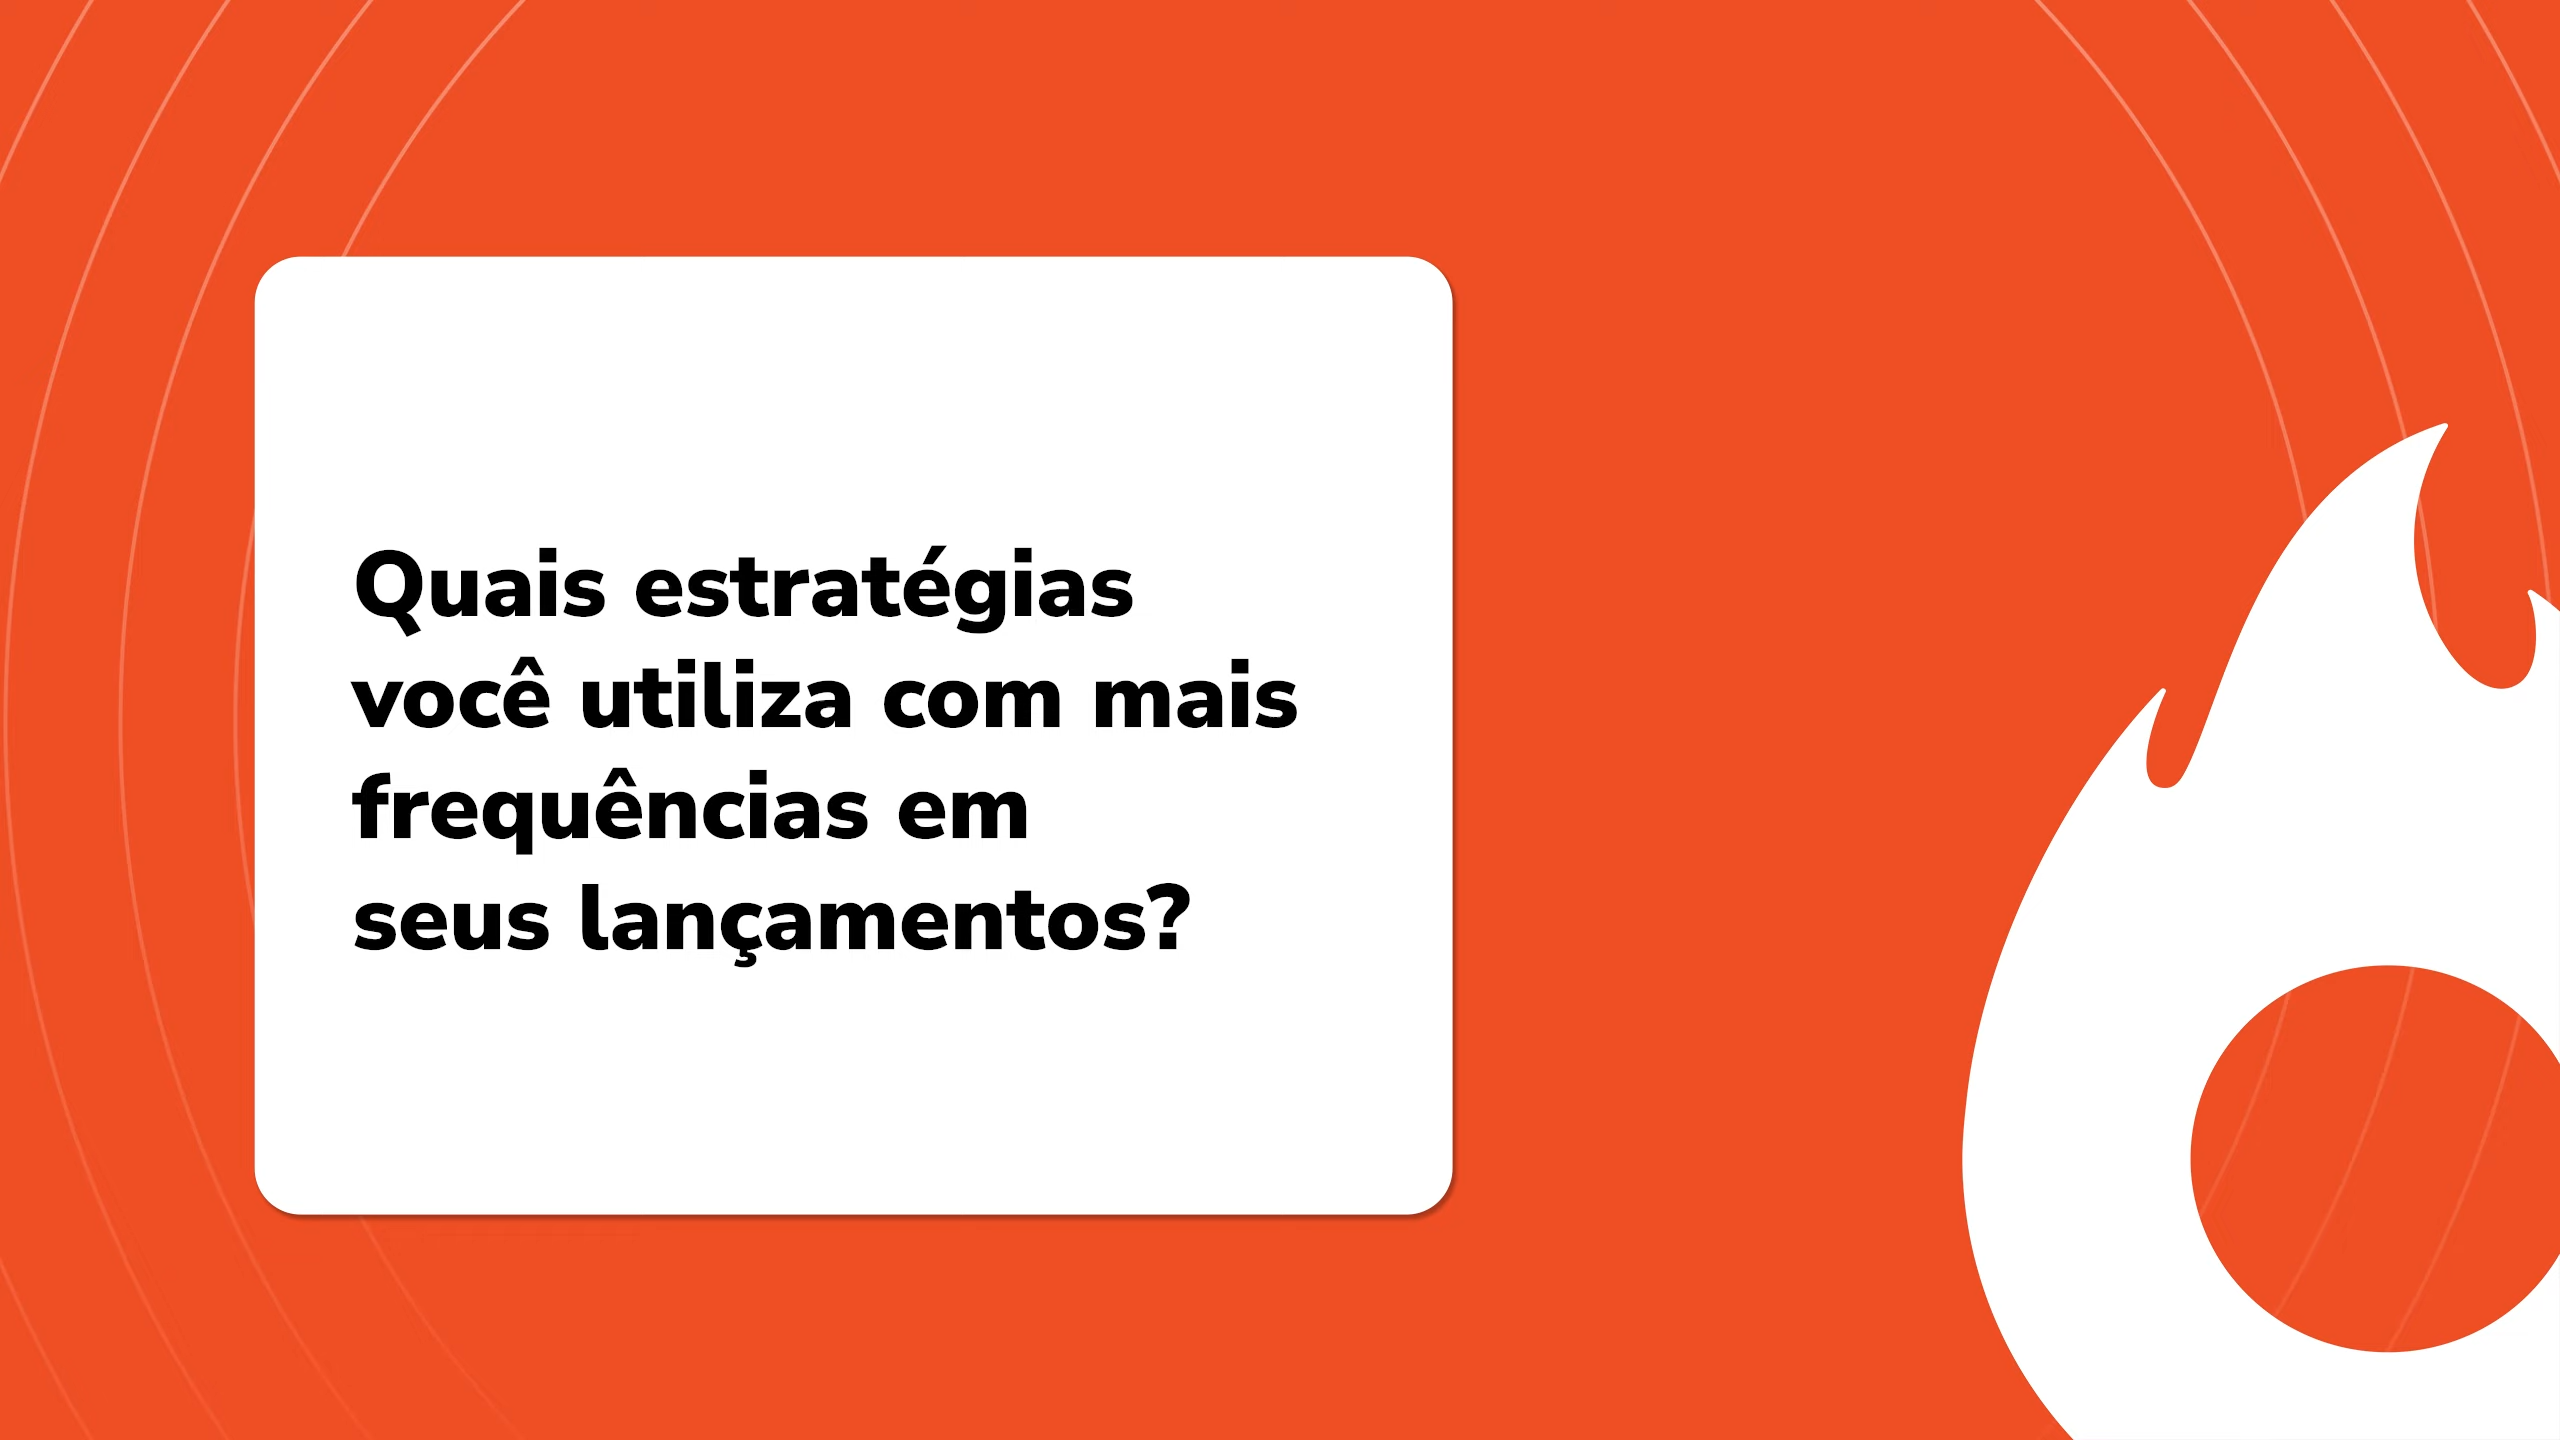 Quais estratégias
você utiliza com mais
frequências em
seus lançamentos?